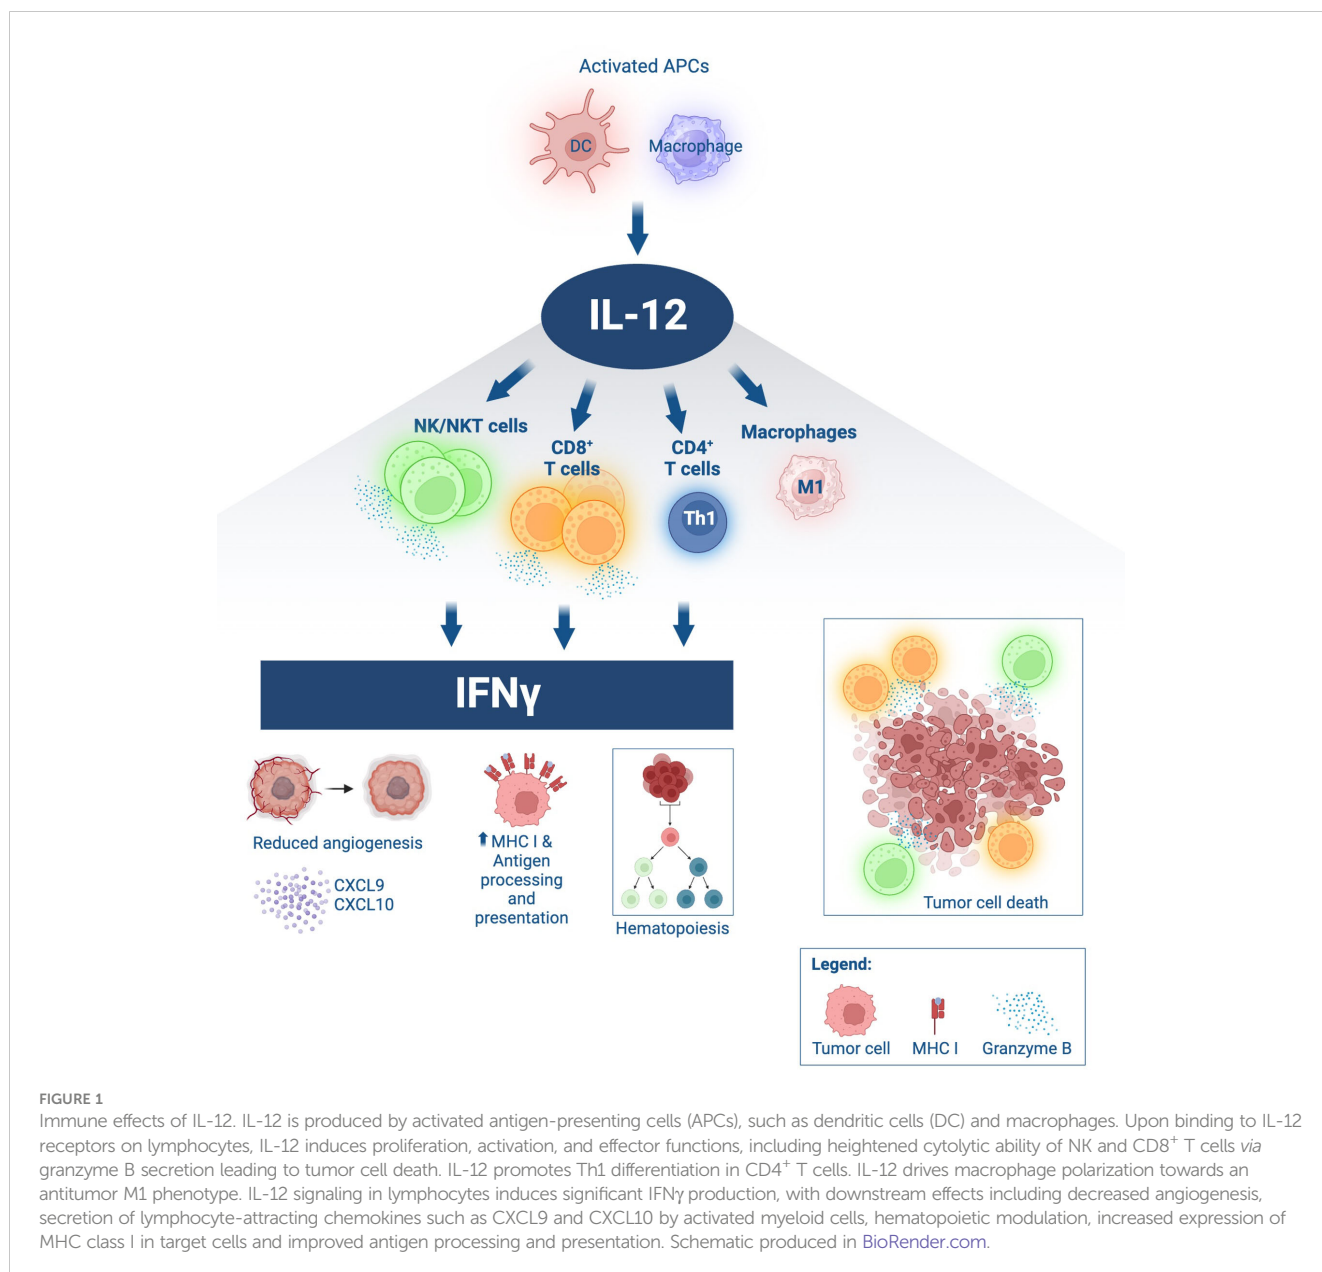 Activated APCs
DC
Macrophage
IL-12
NK/NKT cells
CD8⁺
T cells
CD4⁺
T cells
Macrophages
Th1
M1
IFNγ
Reduced angiogenesis
CXCL9
CXCL10
MHC I &
Antigen
processing
and
presentation
Hematopoiesis
Tumor cell death
Legend:
Tumor cell
MHC I
Granzyme B
FIGURE 1
Immune effects of IL-12. IL-12 is produced by activated antigen-presenting cells (APCs), such as dendritic cells (DC) and macrophages. Upon binding to IL-12
receptors on lymphocytes, IL-12 induces proliferation, activation, and effector functions, including heightened cytolytic ability of NK and CD8⁺ T cells via
granzyme B secretion leading to tumor cell death. IL-12 promotes Th1 differentiation in CD4⁺ T cells. IL-12 drives macrophage polarization towards an
antitumor M1 phenotype. IL-12 signaling in lymphocytes induces significant IFNγ production, with downstream effects including decreased angiogenesis,
secretion of lymphocyte-attracting chemokines such as CXCL9 and CXCL10 by activated myeloid cells, hematopoietic modulation, increased expression of
MHC class I in target cells and improved antigen processing and presentation. Schematic produced in BioRender.com.